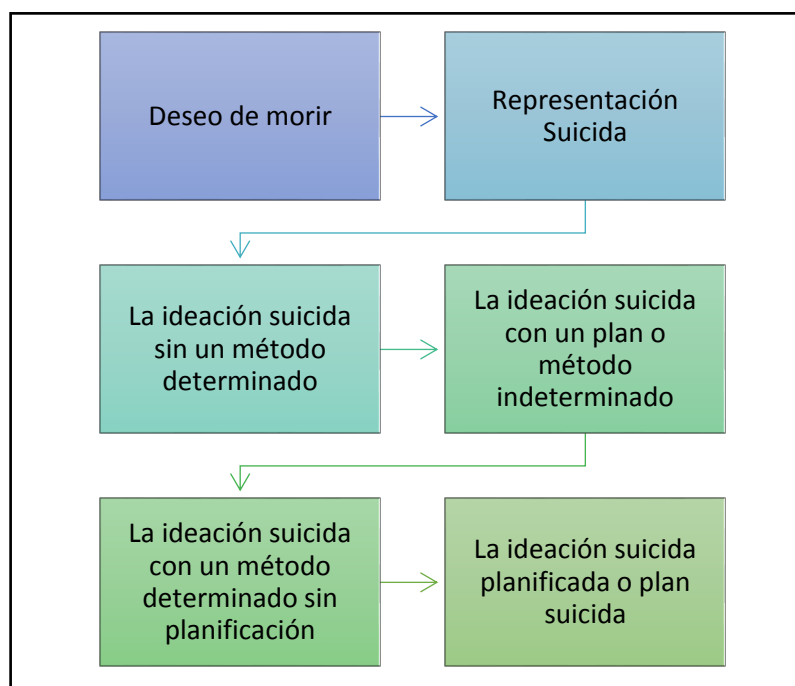 Deseo de morir
Representación
Suicida
La ideación suicida
sin un método
determinado
La ideación suicida
con un plan o
método
indeterminado
La ideación suicida
con un método
determinado sin
planificación
La ideación suicida
planificada o plan
suicida